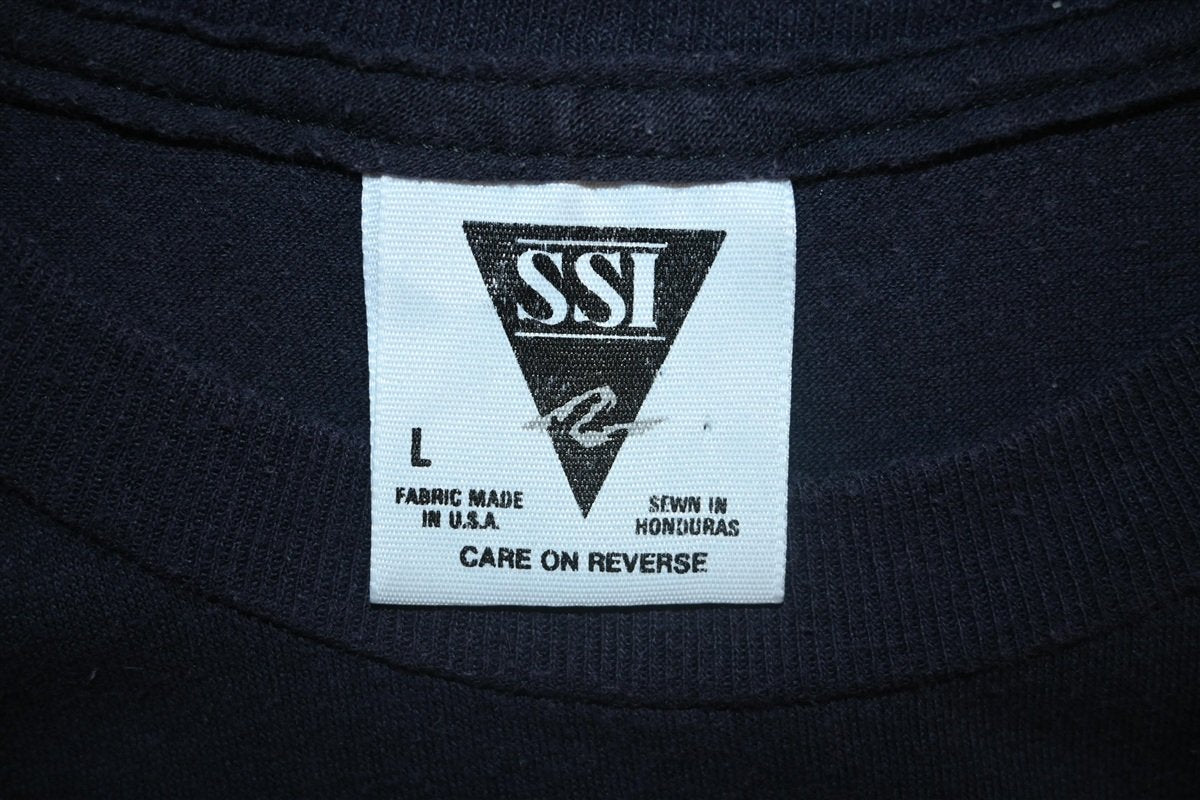 SSI
L
FABRIC MADE
IN U.S.A.
SEWN IN
HONDURAS
CARE ON REVERSE